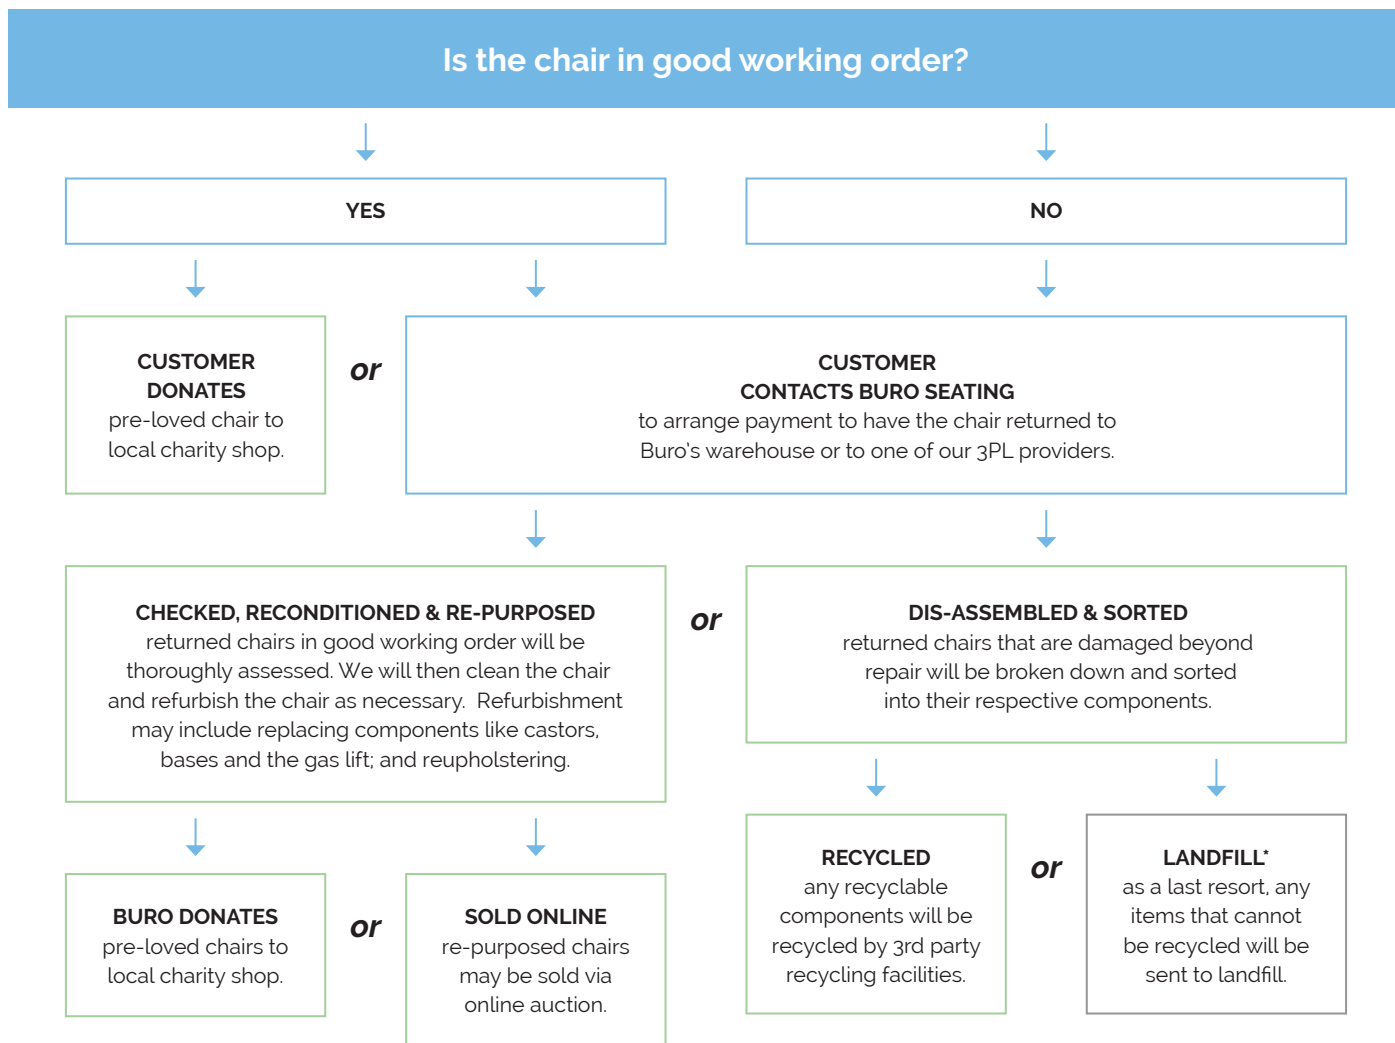 Is the chair in good working order?
YES
NO
CUSTOMER
DONATES
pre-loved chair to
local charity shop.
or
CUSTOMER
CONTACTS BURO SEATING
to arrange payment to have the chair returned to
Buro's warehouse or to one of our 3PL providers.
CHECKED, RECONDITIONED & RE-PURPOSED
returned chairs in good working order will be
thoroughly assessed. We will then clean the chair
and refurbish the chair as necessary.  Refurbishment
may include replacing components like castors,
bases and the gas lift; and reupholstering.
or
DIS-ASSEMBLED & SORTED
returned chairs that are damaged beyond
repair will be broken down and sorted
into their respective components.
BURO DONATES
pre-loved chairs to
local charity shop.
or
SOLD ONLINE
re-purposed chairs
may be sold via
online auction.
RECYCLED
any recyclable
components will be
recycled by 3rd party
recycling facilities.
or
LANDFILL*
as a last resort, any
items that cannot
be recycled will be
sent to landfill.